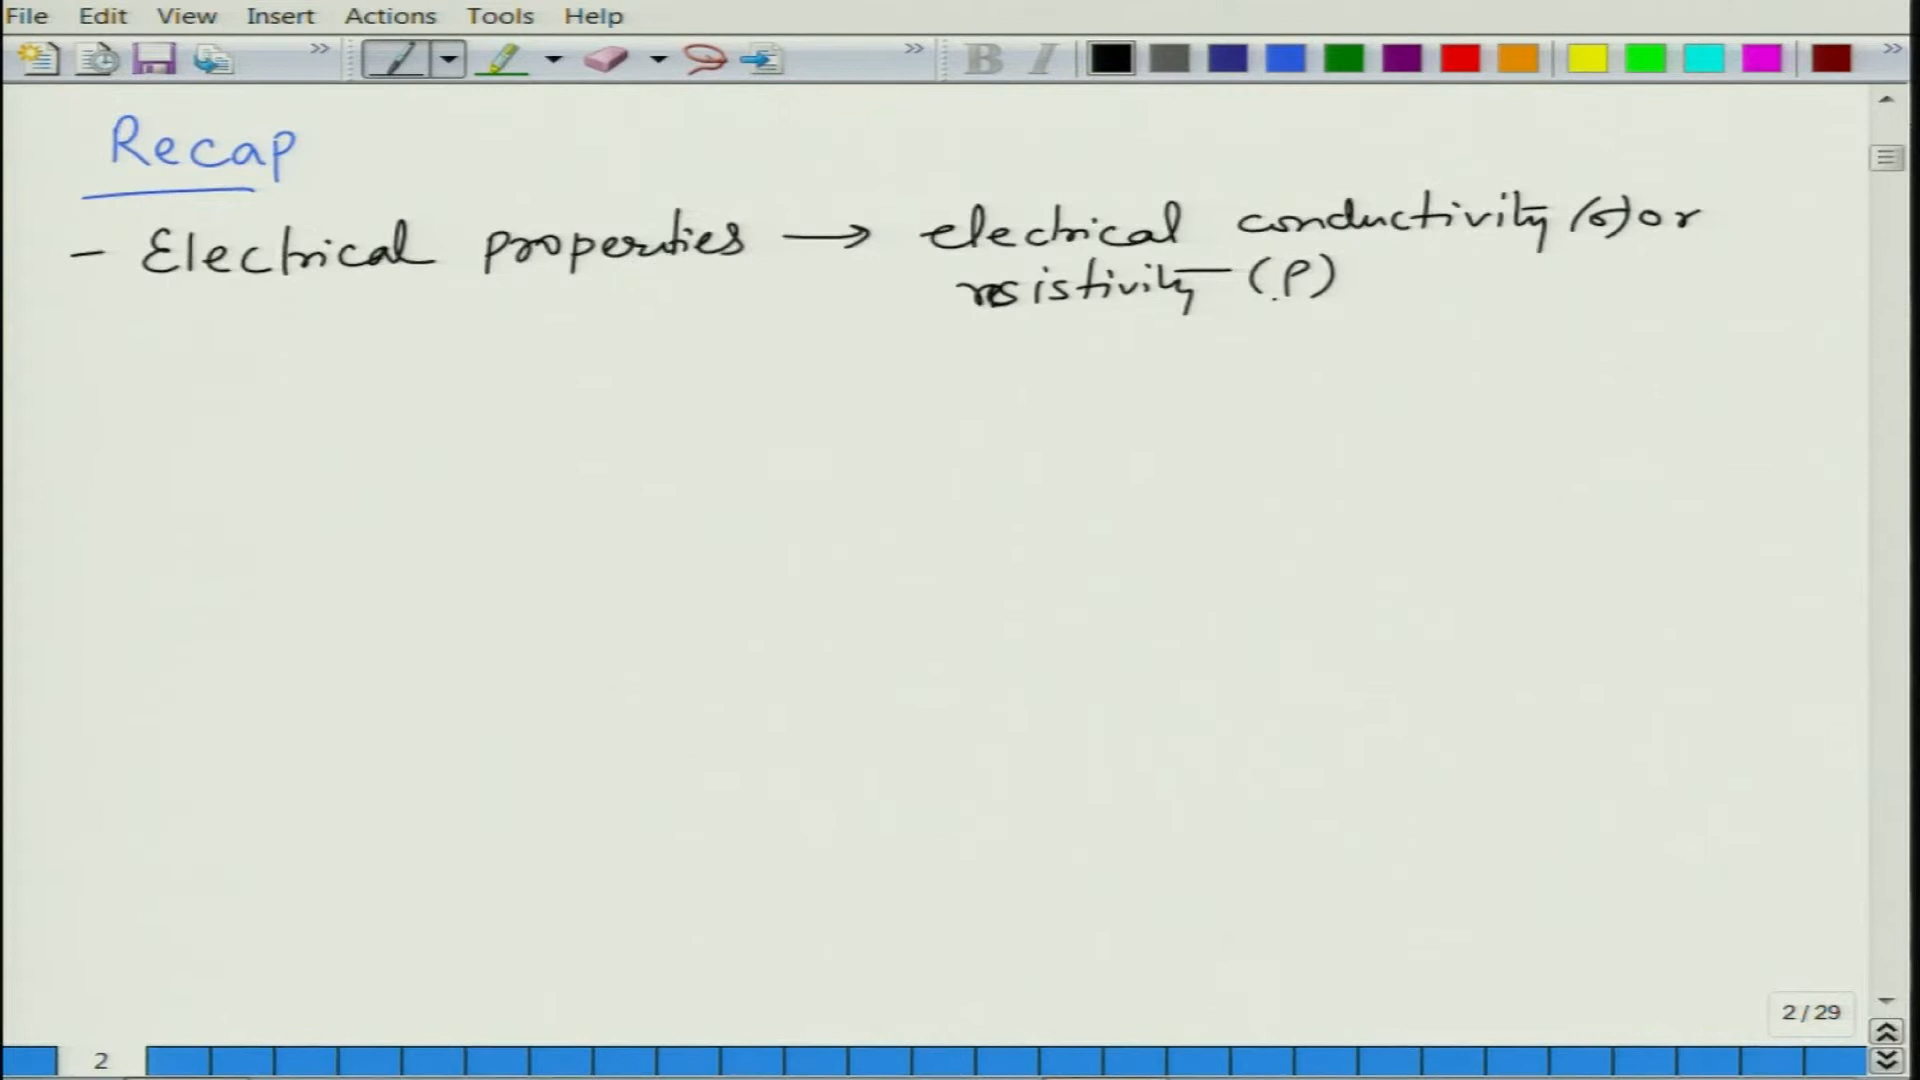 File Edit View Insert Actions Tools Help
B I
Recap
- Electrical properties → electrical conductivity (σ) or
resistivity (ρ)
2 / 29
2